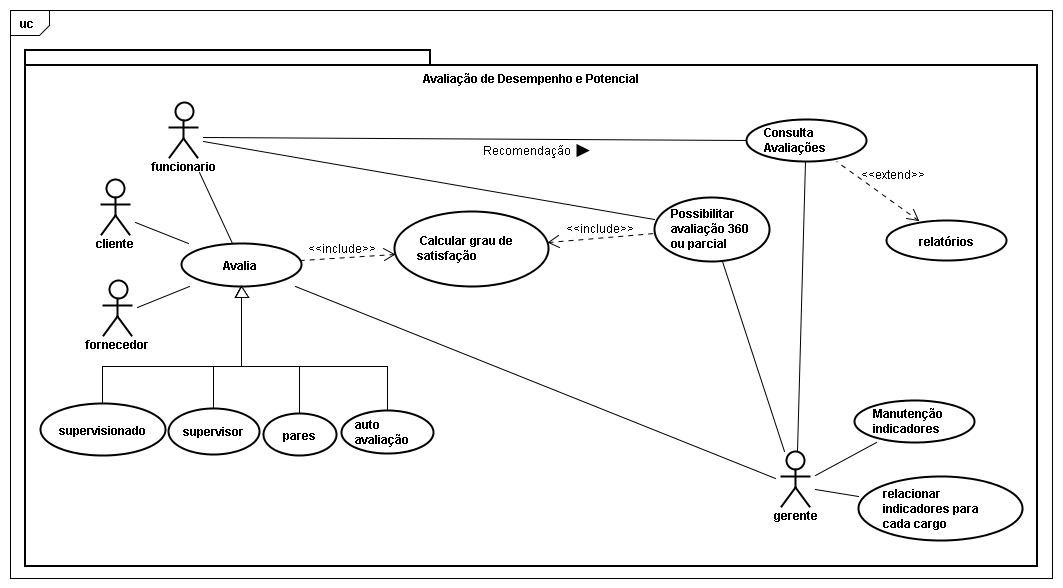 uc
Avaliação de Desempenho e Potencial
funcionario
Recomendação
Consulta
Avaliações
<<extend>>
relatórios
cliente
Possibilitar
avaliação 360
ou parcial
<<include>>
Calcular grau de
satisfação
<<include>>
Avalia
fornecedor
supervisionado
supervisor
pares
auto
avaliação
Manutenção
indicadores
gerente
relacionar
indicadores para
cada cargo